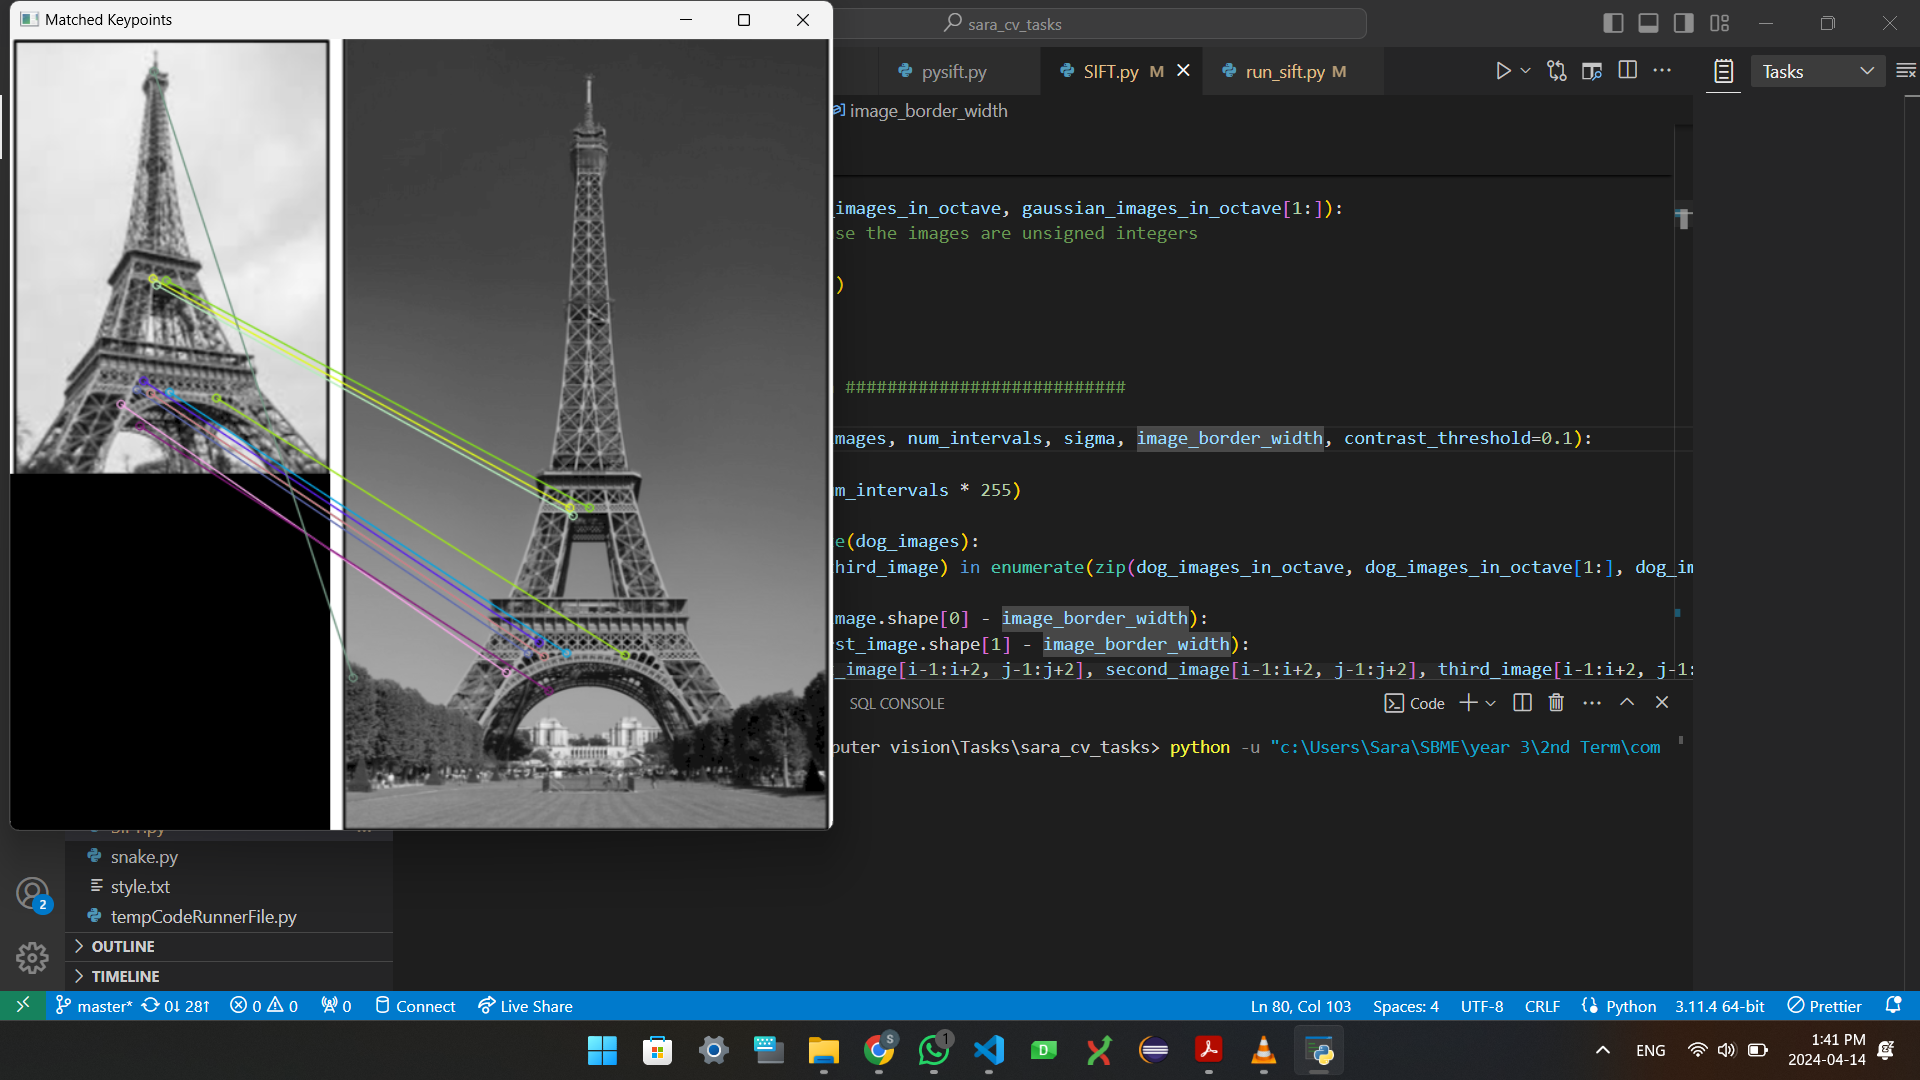 Matched Keypoints
sara_cv_tasks
pysift.py
SIFT.py M
run_sift.py M
Tasks
image_border_width
_images_in_octave, gaussian_images_in_octave[1:]):
se the images are unsigned integers
)
###########################
mages, num_intervals, sigma, image_border_width, contrast_threshold=0.1):
m_intervals * 255)
e(dog_images):
hird_image) in enumerate(zip(dog_images_in_octave, dog_images_in_octave[1:], dog_im
mage.shape[0] - image_border_width):
rst_image.shape[1] - image_border_width):
t_image[i-1:i+2, j-1:j+2], second_image[i-1:i+2, j-1:j+2], third_image[i-1:i+2, j-1:
SQL CONSOLE
Code
puter vision\Tasks\sara_cv_tasks> python -u "c:\Users\Sara\SBME\year 3\2nd Term\com
snake.py
style.txt
tempCodeRunnerFile.py
2
OUTLINE
TIMELINE
master* 0↓ 28↑ 0 0 0 Connect Live Share
Ln 80, Col 103 Spaces: 4 UTF-8 CRLF Python 3.11.4 64-bit Prettier
S
1
D
ENG
1:41 PM
2024-04-14